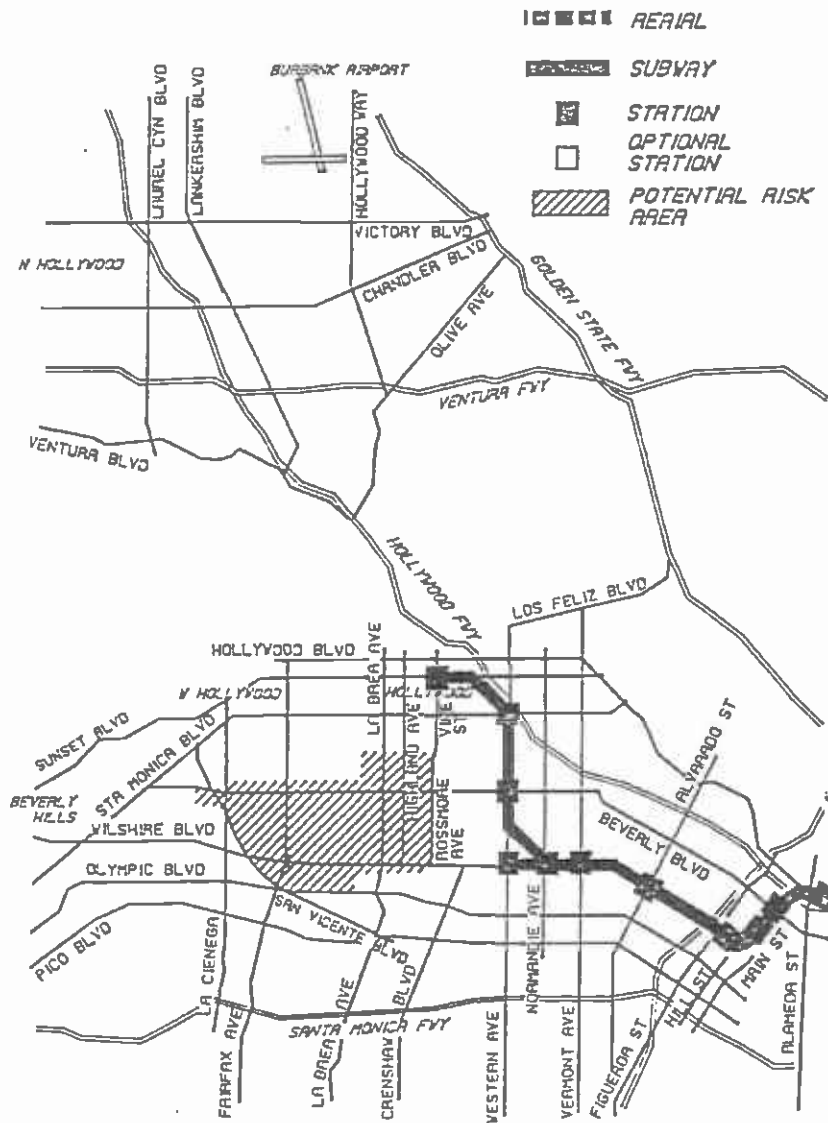 AERIAL
SUBWAY
STATION
OPTIONAL
STATION
POTENTIAL RISK
AREA
BURBANK AIRPORT
LAUREL CYN BLVD
LANKERSHIM BLVD
HOLLYWOOD WAY
VICTORY BLVD
N HOLLYWOOD
CHANDLER BLVD
GOLDEN STATE FWY
OLIVE AVE
VENTURA FWY
VENTURA BLVD
HOLLYWOOD FWY
LOS FELIZ BLVD
HOLLYWOOD BLVD
LA BREA AVE
N HOLLYWOOD
HOLLYWOOD
HIGHLAND AVE
VINE
ST
SUNSET BLVD
STA MONICA BLVD
ALVARADO ST
BEVERLY
HILLS
ROSSMORE
AVE
BEVERLY BLVD
WILSHIRE BLVD
OLYMPIC BLVD
SAN VICENTE BLVD
PICO BLVD
NORMANDIE AVE
LA CIENEGA
HILL ST
MAIN ST
ALAMEDA ST
SANTA MONICA FWY
FAIRFAX AVE
LA BREA AVE
CRENSHAW BLVD
WESTERN AVE
VERMONT AVE
FIGUEROA ST